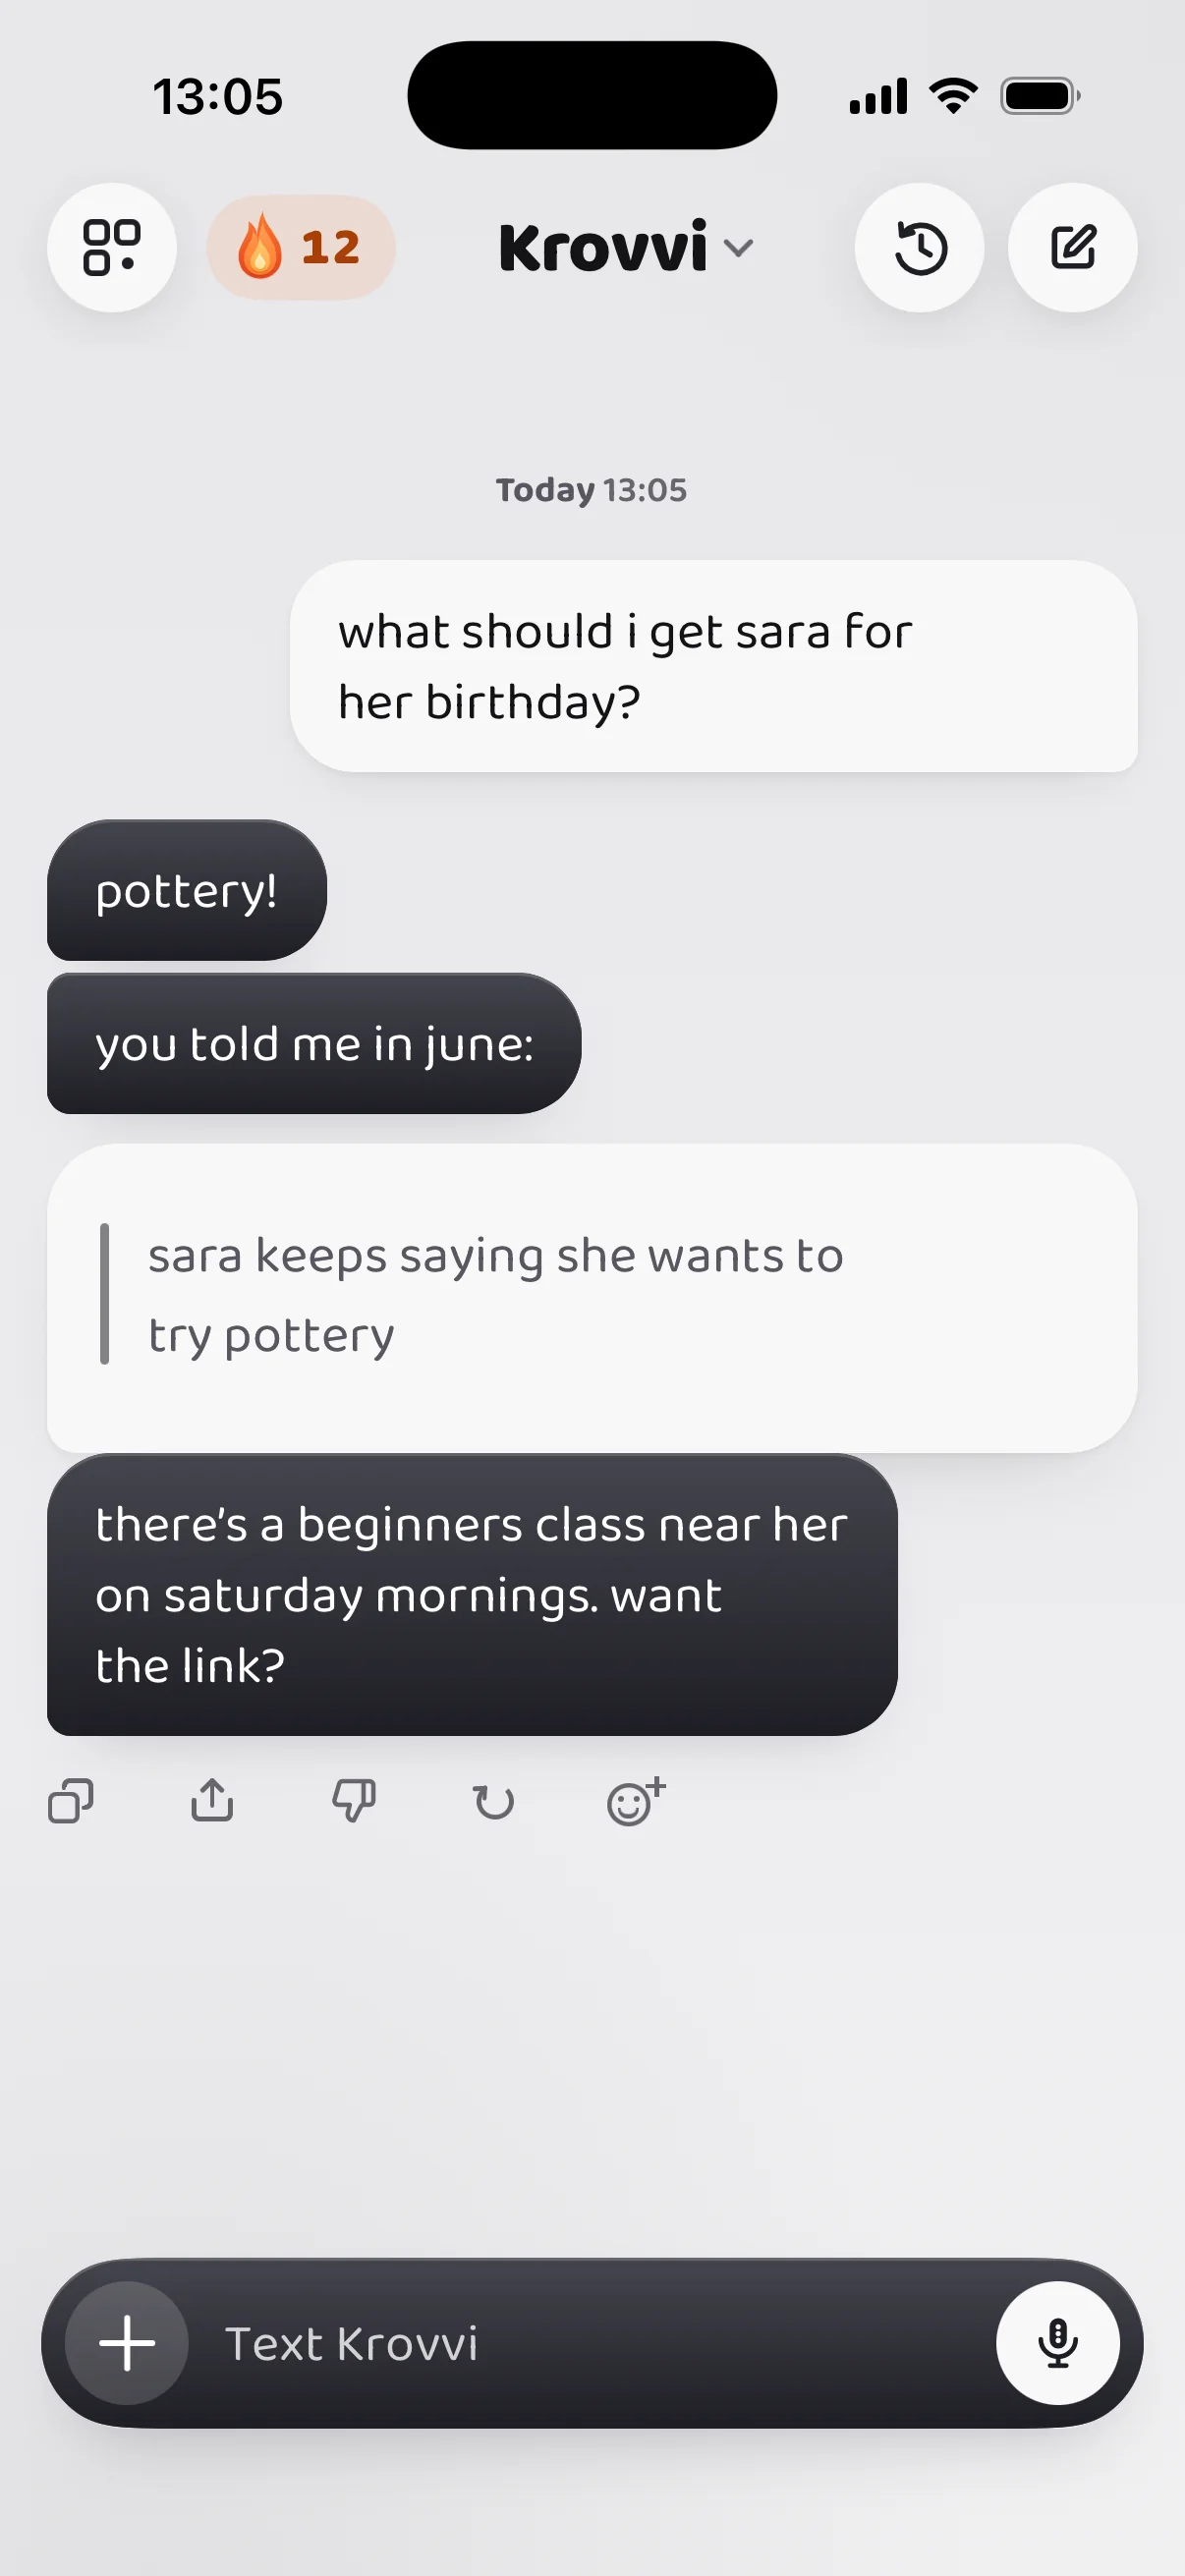 13:05
12
Krovvi
Today 13:05
what should i get sara for
her birthday?
pottery!
you told me in june:
sara keeps saying she wants to
try pottery
there’s a beginners class near her
on saturday mornings. want
the link?
Text Krovvi